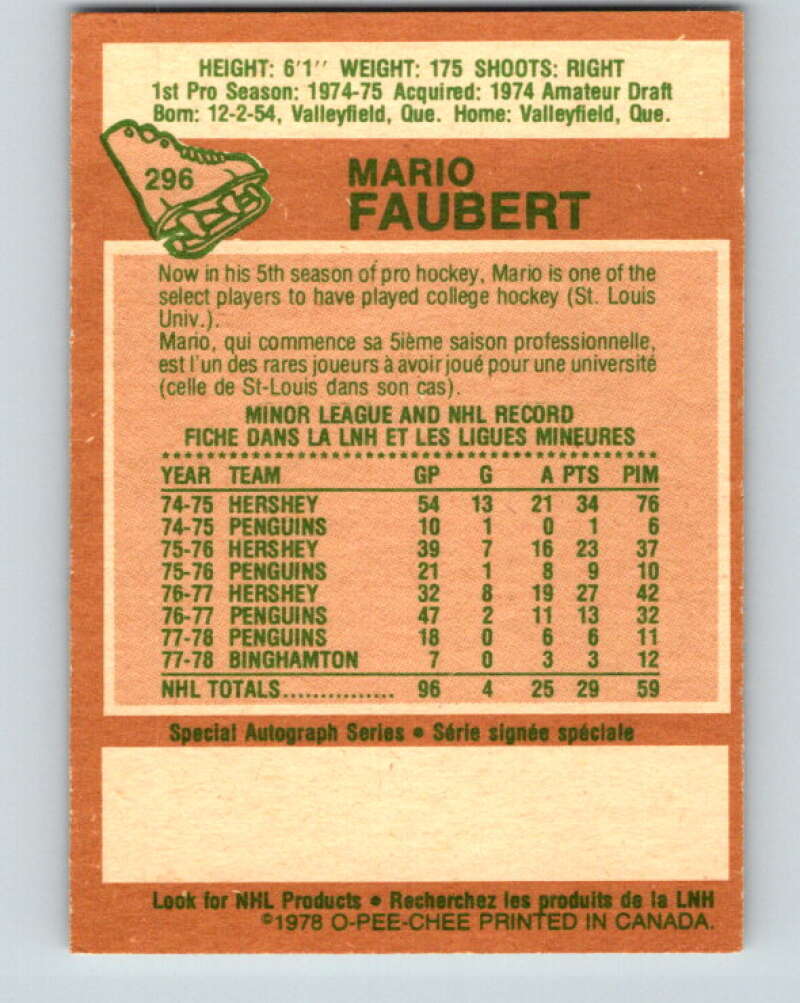 HEIGHT: 6'1'' WEIGHT: 175 SHOOTS: RIGHT
1st Pro Season: 1974-75 Acquired: 1974 Amateur Draft
Born: 12-2-54, Valleyfield, Que. Home: Valleyfield, Que.
296
MARIO
FAUBERT
Now in his 5th season of pro hockey, Mario is one of the
select players to have played college hockey (St. Louis
Univ.).
Mario, qui commence sa 5ième saison professionnelle,
est l'un des rares joueurs à avoir joué pour une université
(celle de St-Louis dans son cas).
MINOR LEAGUE AND NHL RECORD
FICHE DANS LA LNH ET LES LIGUES MINEURES
YEAR TEAM GP G A PTS PIM
74-75 HERSHEY 54 13 21 34 76
74-75 PENGUINS 10 1 0 1 6
75-76 HERSHEY 39 7 16 23 37
75-76 PENGUINS 21 1 8 9 10
76-77 HERSHEY 32 8 19 27 42
76-77 PENGUINS 47 2 11 13 32
77-78 PENGUINS 18 0 6 6 11
77-78 BINGHAMTON 7 0 3 3 12
NHL TOTALS............... 96 4 25 29 59
Special Autograph Series • Série signée spéciale
Look for NHL Products • Recherchez les produits de la LNH
©1978 O-PEE-CHEE PRINTED IN CANADA.